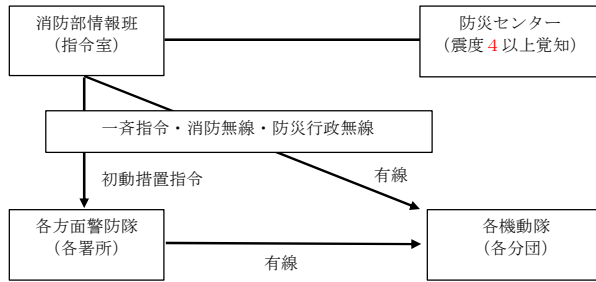 消防部情報班
（指令室）
防災センター
（震度４以上覚知）
一斉指令・消防無線・防災行政無線
初動措置指令
有線
各方面警防隊
（各署所）
有線
各機動隊
（各分団）